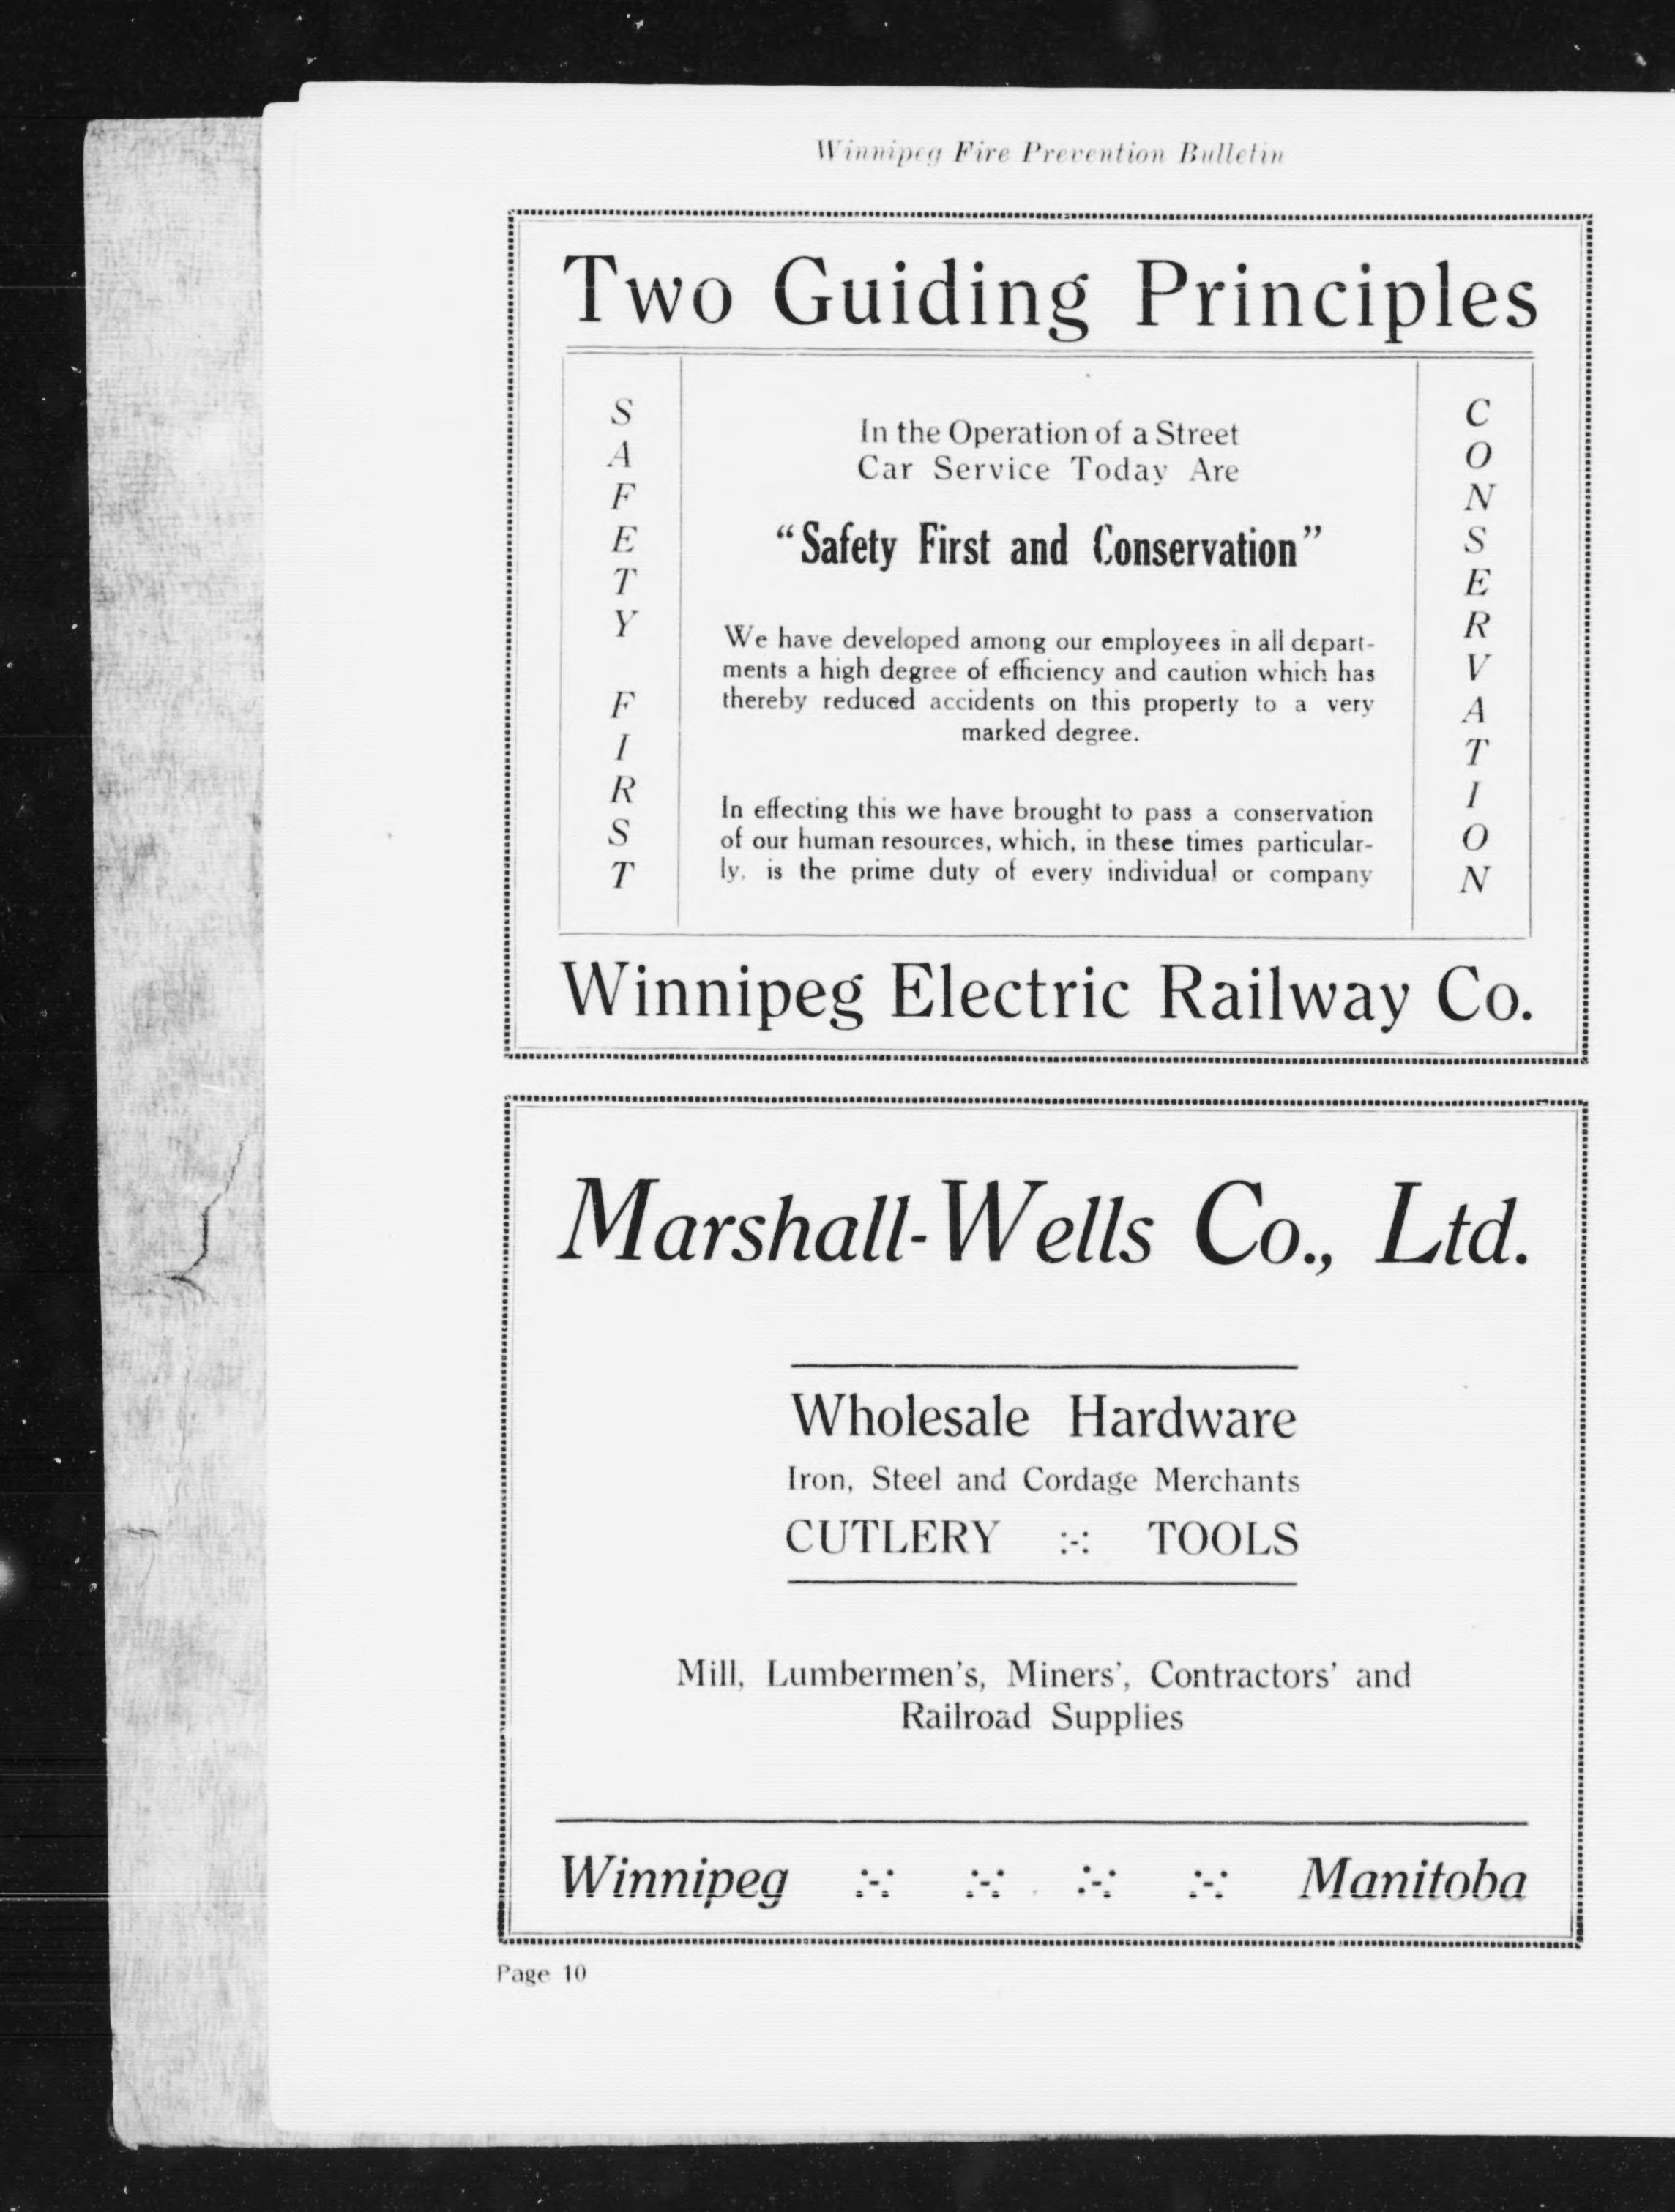 Winnipeg Fire Prevention Bulletin
Two Guiding Principles
SAFETY FIRST
In the Operation of a Street
Car Service Today Are
“Safety First and Conservation”
We have developed among our employees in all depart-
ments a high degree of efficiency and caution which has
thereby reduced accidents on this property to a very
marked degree.
In effecting this we have brought to pass a conservation
of our human resources, which, in these times particular-
ly, is the prime duty of every individual or company
CONSERVATION
Winnipeg Electric Railway Co.
Marshall-Wells Co., Ltd.
Wholesale Hardware
Iron, Steel and Cordage Merchants
CUTLERY :-: TOOLS
Mill, Lumbermen's, Miners', Contractors' and
Railroad Supplies
Winnipeg :-: :-: :-: :-: Manitoba
Page 10